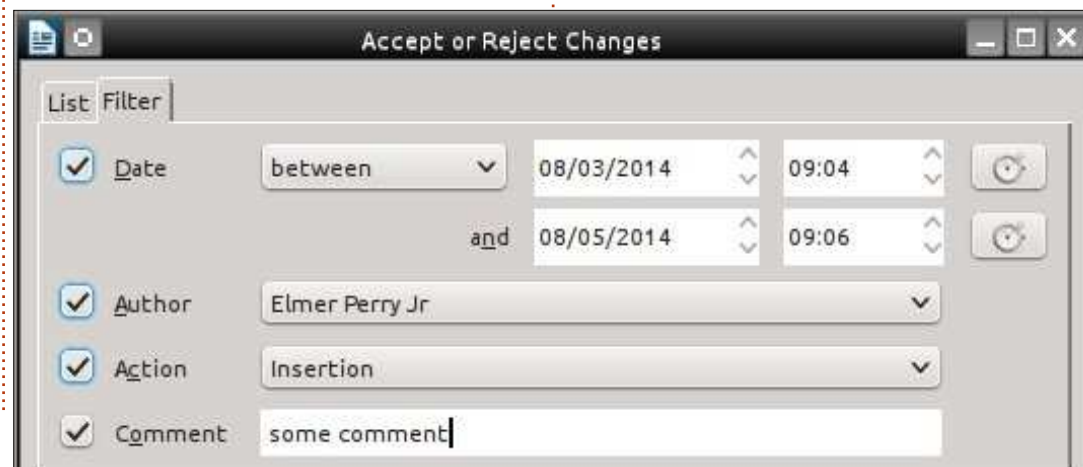 Accept or Reject Changes
List Filter
Date between 08/03/2014 09:04
and 08/05/2014 09:06
Author Elmer Perry Jr
Action Insertion
Comment some comment